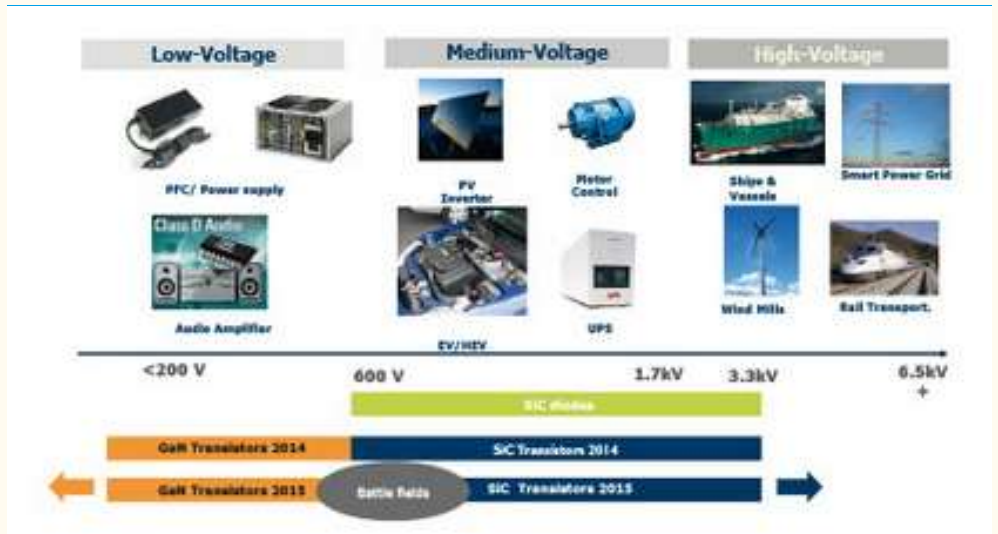 Low-Voltage
Medium-Voltage
High-Voltage
PFC/ Power supply
PV
Inverter
Motor
Control
Ships &
Vessels
Smart Power Grid
Class D Audio
Audio Amplifier
EV/HEV
UPS
Wind Mills
Rail Transport.
<200 V
600 V
1.7kV
3.3kV
6.5kV
+
SiC diodes
GaN Transistors 2014
SiC Transistors 2014
GaN Transistors 2015
Battle fields
SiC Transistors 2015